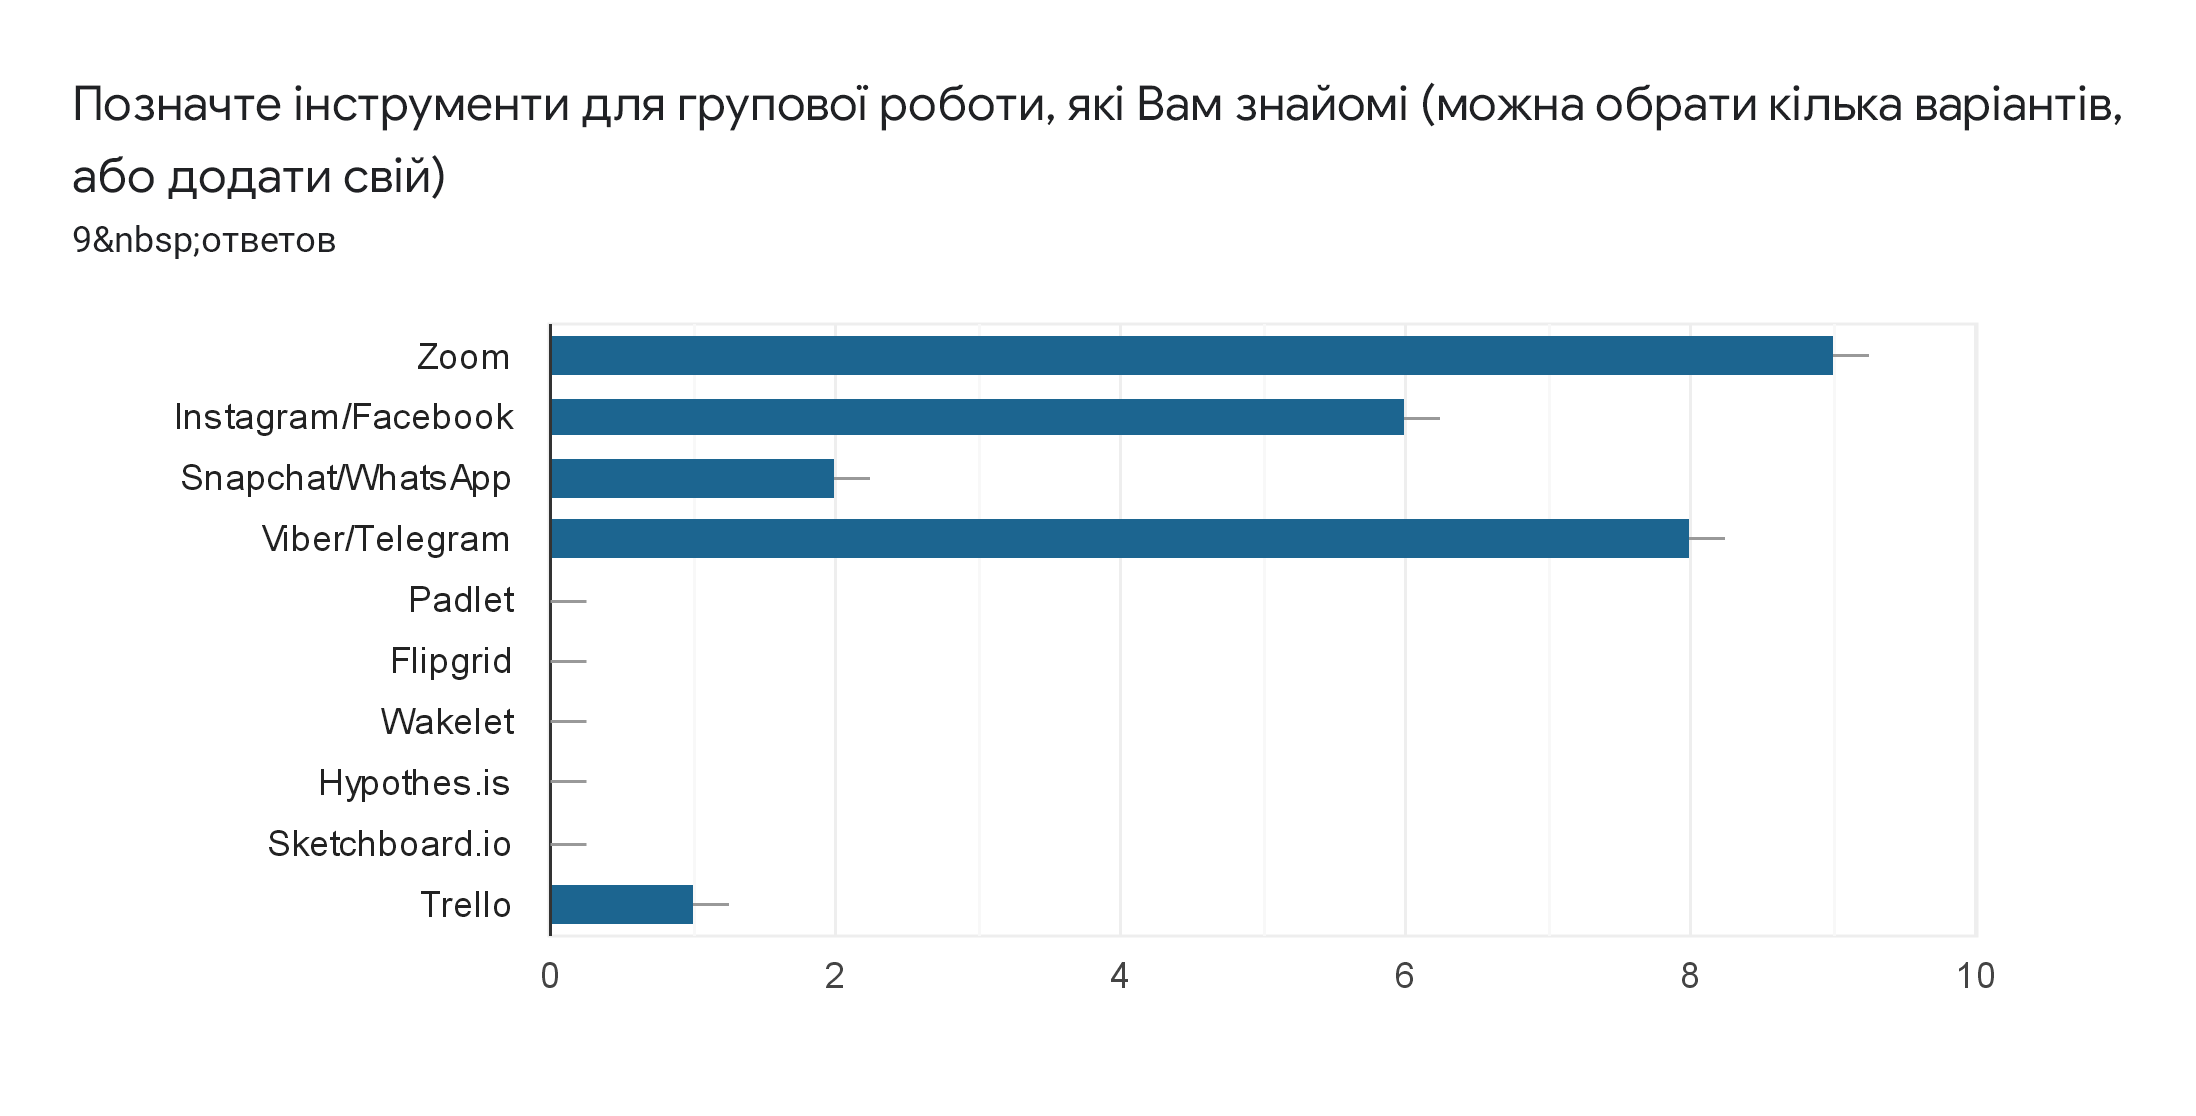 Позначте інструменти для групової роботи, які Вам знайомі (можна обрати кілька варіантів,
або додати свій)
9&nbsp;ответов
Zoom
Instagram/Facebook
Snapchat/WhatsApp
Viber/Telegram
Padlet
Flipgrid
Wakelet
Hypothes.is
Sketchboard.io
Trello
0 2 4 6 8 10